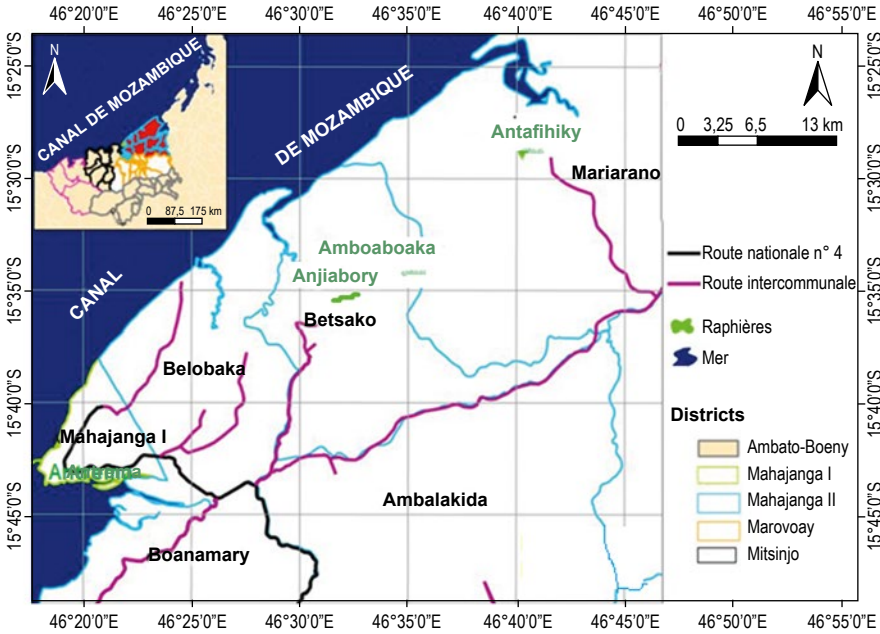 46°20'0"E 46°25'0"E 46°30'0"E 46°35'0"E 46°40'0"E 46°45'0"E 46°50'0"E 46°55'0"E
15°25'0"S
15°30'0"S
15°35'0"S
15°40'0"S
15°45'0"S
N
CANAL DE MOZAMBIQUE
0 87,5 175 km
CANAL
DE MOZAMBIQUE
Antafihiky
Mariarano
Amboaboaka
Anjiabory
Betsako
Belobaka
Mahajanga I
Ambalakida
Boanamary
N
0 3,25 6,5 13 km
Route nationale n° 4
Route intercommunale
Raphières
Mer
Districts
Ambato-Boeny
Mahajanga I
Mahajanga II
Marovoay
Mitsinjo
15°25'0"S
15°30'0"S
15°35'0"S
15°40'0"S
15°45'0"S
46°20'0"E 46°25'0"E 46°30'0"E 46°35'0"E 46°40'0"E 46°45'0"E 46°50'0"E 46°55'0"E